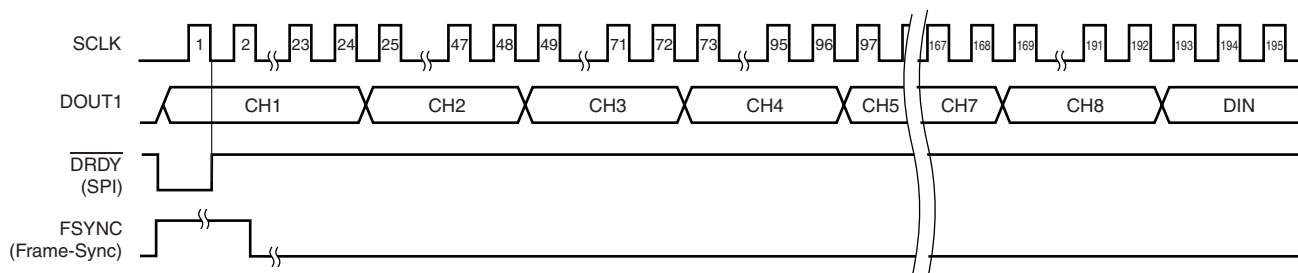 SCLK 1 2 23 24 25 47 48 49 71 72 73 95 96 97 167 168 169 191 192 193 194 195
DOUT1 CH1 CH2 CH3 CH4 CH5 CH7 CH8 DIN
DRDY
(SPI)
FSYNC
(Frame-Sync)